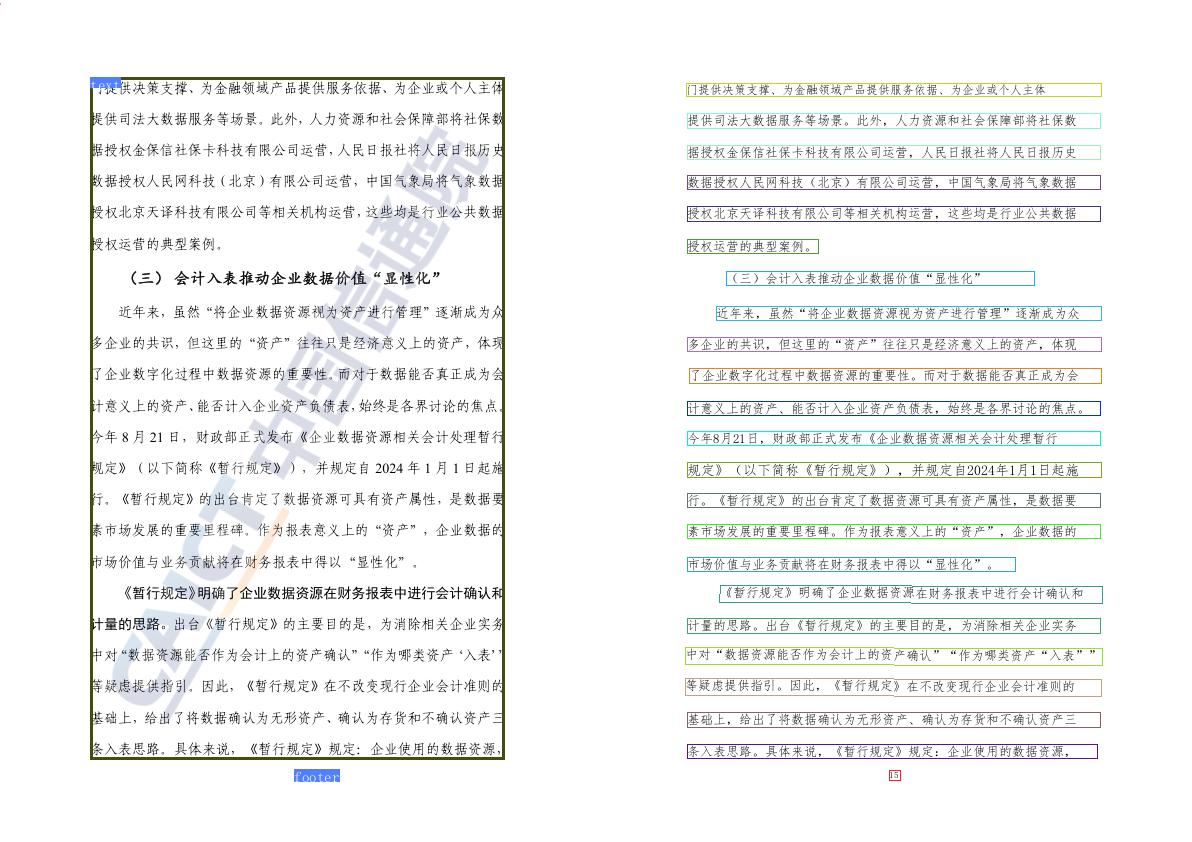 text
门提供决策支撑、为金融领域产品提供服务依据、为企业或个人主体
提供司法大数据服务等场景。此外，人力资源和社会保障部将社保数
据授权金保信社保卡科技有限公司运营，人民日报社将人民日报历史
数据授权人民网科技（北京）有限公司运营，中国气象局将气象数据
授权北京天译科技有限公司等相关机构运营，这些均是行业公共数据
授权运营的典型案例。
（三） 会计入表推动企业数据价值“显性化”
近年来，虽然“将企业数据资源视为资产进行管理”逐渐成为众
多企业的共识，但这里的“资产”往往只是经济意义上的资产，体现
了企业数字化过程中数据资源的重要性。而对于数据能否真正成为会
计意义上的资产、能否计入企业资产负债表，始终是各界讨论的焦点。
今年 8 月 21 日，财政部正式发布《企业数据资源相关会计处理暂行
规定》（以下简称《暂行规定》），并规定自 2024 年 1 月 1 日起施
行。《暂行规定》的出台肯定了数据资源可具有资产属性，是数据要
素市场发展的重要里程碑。作为报表意义上的“资产”，企业数据的
市场价值与业务贡献将在财务报表中得以“显性化”。
《暂行规定》明确了企业数据资源在财务报表中进行会计确认和
计量的思路。出台《暂行规定》的主要目的是，为消除相关企业实务
中对“数据资源能否作为会计上的资产确认”“作为哪类资产‘入表’”
等疑虑提供指引。因此，《暂行规定》在不改变现行企业会计准则的
基础上，给出了将数据确认为无形资产、确认为存货和不确认资产三
条入表思路。具体来说，《暂行规定》规定：企业使用的数据资源，
footer
CAICT 中国信通院
门提供决策支撑、为金融领域产品提供服务依据、为企业或个人主体
提供司法大数据服务等场景。此外，人力资源和社会保障部将社保数
据授权金保信社保卡科技有限公司运营，人民日报社将人民日报历史
数据授权人民网科技（北京）有限公司运营，中国气象局将气象数据
授权北京天译科技有限公司等相关机构运营，这些均是行业公共数据
授权运营的典型案例。
（三）会计入表推动企业数据价值“显性化”
近年来，虽然“将企业数据资源视为资产进行管理”逐渐成为众
多企业的共识，但这里的“资产”往往只是经济意义上的资产，体现
了企业数字化过程中数据资源的重要性。而对于数据能否真正成为会
计意义上的资产、能否计入企业资产负债表，始终是各界讨论的焦点。
今年8月21日，财政部正式发布《企业数据资源相关会计处理暂行
规定》（以下简称《暂行规定》），并规定自2024年1月1日起施
行。《暂行规定》的出台肯定了数据资源可具有资产属性，是数据要
素市场发展的重要里程碑。作为报表意义上的“资产”，企业数据的
市场价值与业务贡献将在财务报表中得以“显性化”。
《暂行规定》明确了企业数据资源在财务报表中进行会计确认和
计量的思路。出台《暂行规定》的主要目的是，为消除相关企业实务
中对“数据资源能否作为会计上的资产确认”“作为哪类资产“入表””
等疑虑提供指引。因此，《暂行规定》在不改变现行企业会计准则的
基础上，给出了将数据确认为无形资产、确认为存货和不确认资产三
条入表思路。具体来说，《暂行规定》规定：企业使用的数据资源，
15